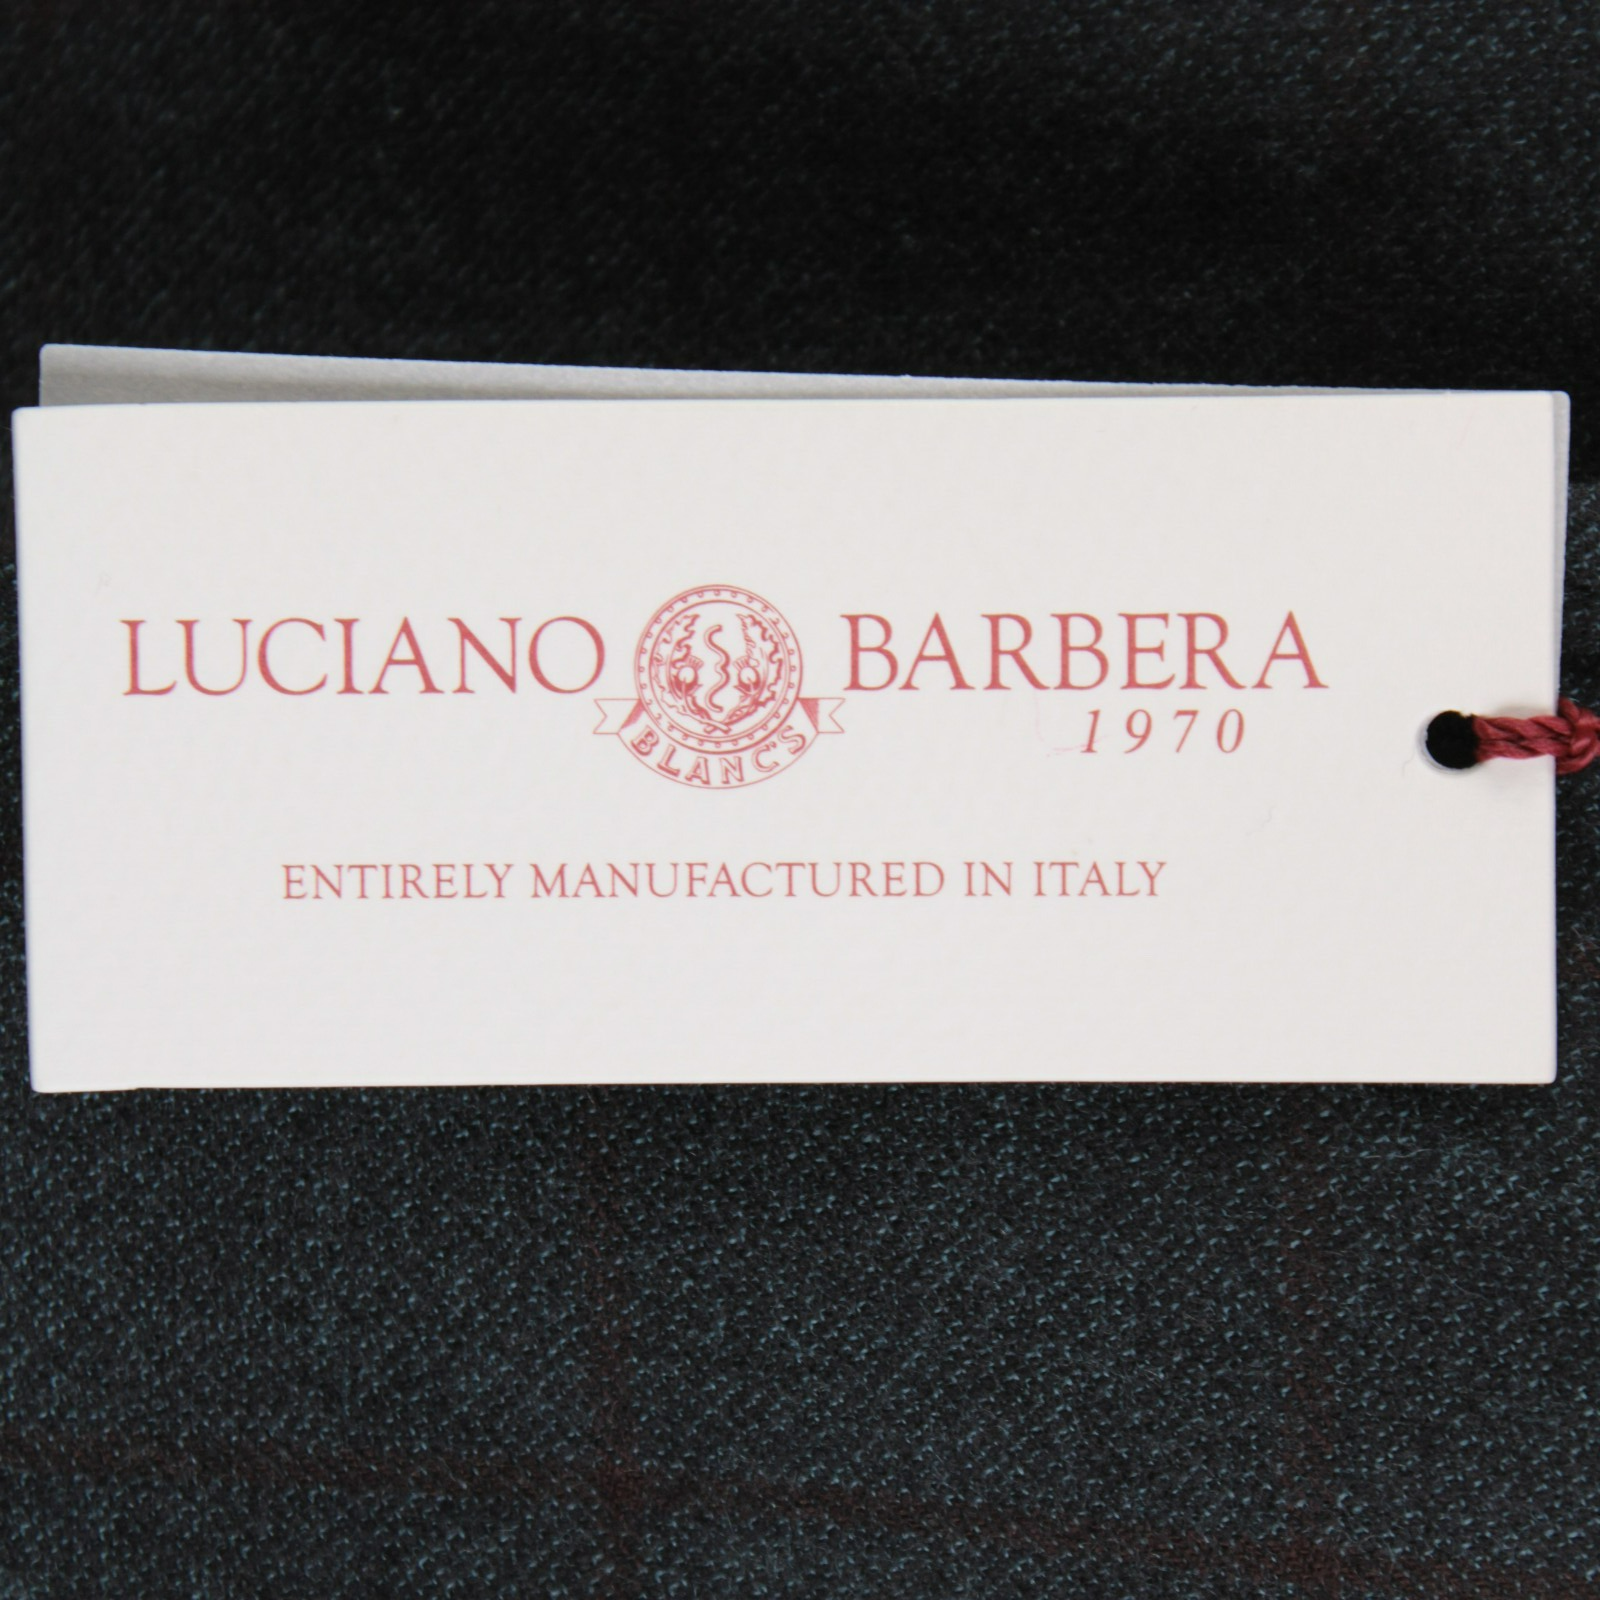 LUCIANO BARBERA
BLANC'S
1970
ENTIRELY MANUFACTURED IN ITALY